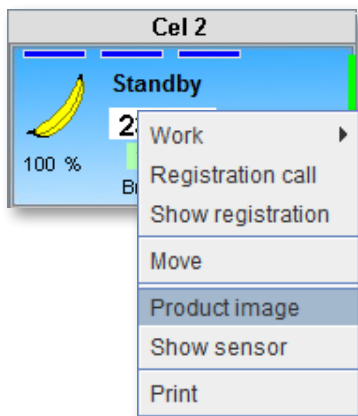 Cel 2
Standby
100 %
Work
Registration call
Show registration
Move
Product image
Show sensor
Print